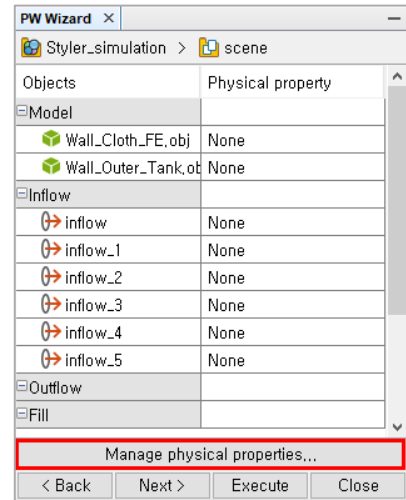 PW Wizard
Styler_simulation > scene
Objects Physical property
Model
Wall_Cloth_FE.obj None
Wall_Outer_Tank.ob None
Inflow
inflow None
inflow_1 None
inflow_2 None
inflow_3 None
inflow_4 None
inflow_5 None
Outflow
Fill
Manage physical properties...
< Back Next > Execute Close